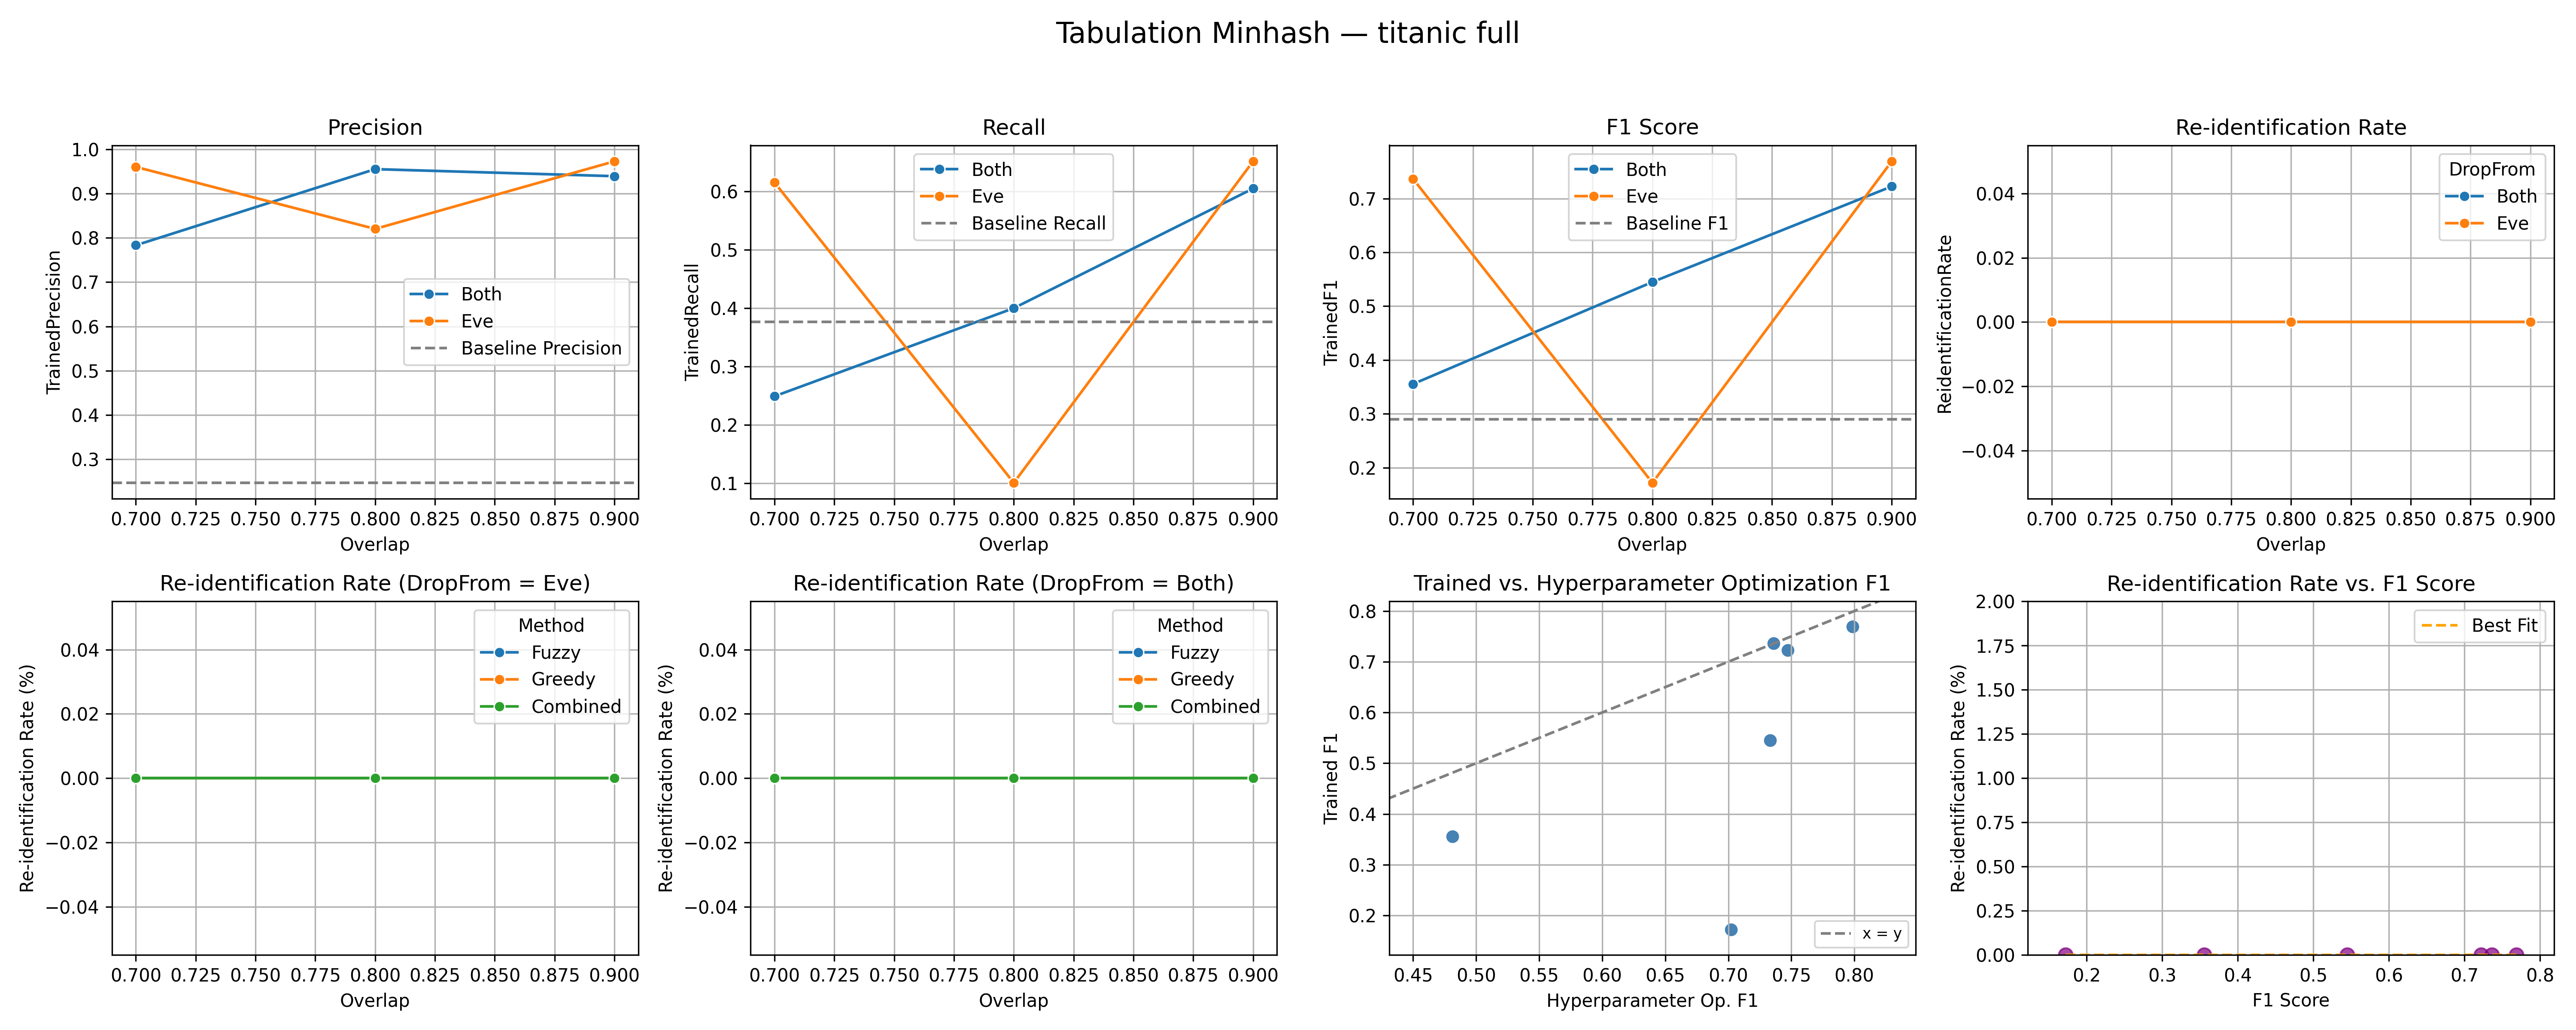 Tabulation Minhash — titanic full
Precision
TrainedPrecision
1.0
0.9
0.8
0.7
0.6
0.5
0.4
0.3
Both
Eve
Baseline Precision
0.700 0.725 0.750 0.775 0.800 0.825 0.850 0.875 0.900
Overlap
Recall
TrainedRecall
0.6
0.5
0.4
0.3
0.2
0.1
Both
Eve
Baseline Recall
0.700 0.725 0.750 0.775 0.800 0.825 0.850 0.875 0.900
Overlap
F1 Score
TrainedF1
0.7
0.6
0.5
0.4
0.3
0.2
Both
Eve
Baseline F1
0.700 0.725 0.750 0.775 0.800 0.825 0.850 0.875 0.900
Overlap
Re-identification Rate
ReidentificationRate
0.04
0.02
0.00
−0.02
−0.04
DropFrom
Both
Eve
0.700 0.725 0.750 0.775 0.800 0.825 0.850 0.875 0.900
Overlap
Re-identification Rate (DropFrom = Eve)
Re-identification Rate (%)
0.04
0.02
0.00
−0.02
−0.04
Method
Fuzzy
Greedy
Combined
0.700 0.725 0.750 0.775 0.800 0.825 0.850 0.875 0.900
Overlap
Re-identification Rate (DropFrom = Both)
Re-identification Rate (%)
0.04
0.02
0.00
−0.02
−0.04
Method
Fuzzy
Greedy
Combined
0.700 0.725 0.750 0.775 0.800 0.825 0.850 0.875 0.900
Overlap
Trained vs. Hyperparameter Optimization F1
Trained F1
0.8
0.7
0.6
0.5
0.4
0.3
0.2
x = y
0.45 0.50 0.55 0.60 0.65 0.70 0.75 0.80
Hyperparameter Op. F1
Re-identification Rate vs. F1 Score
Re-identification Rate (%)
2.00
1.75
1.50
1.25
1.00
0.75
0.50
0.25
0.00
Best Fit
0.2 0.3 0.4 0.5 0.6 0.7 0.8
F1 Score